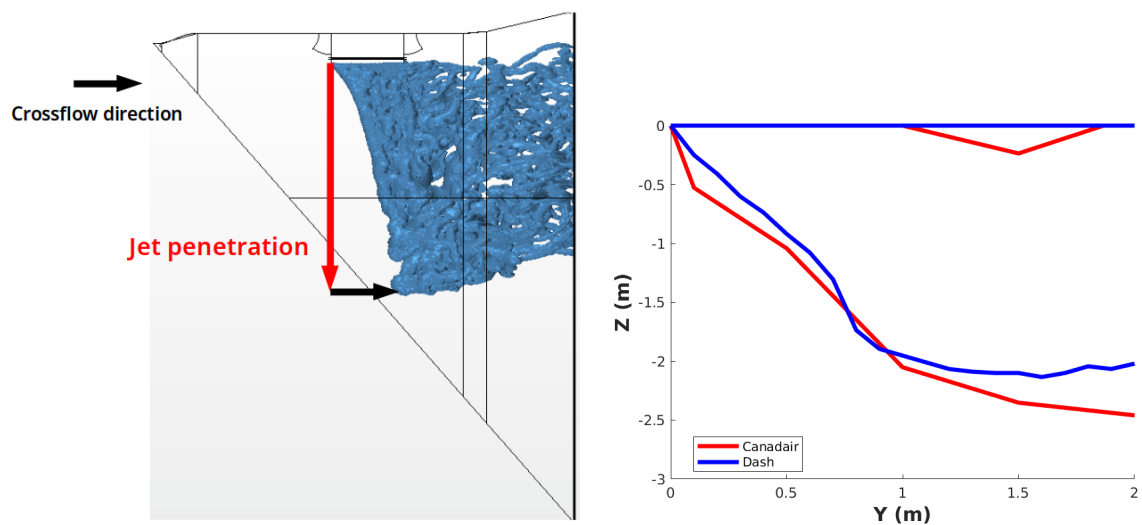 Crossflow direction
Jet penetration
0
-0.5
-1
-1.5
-2
-2.5
-3
Z (m)
Canadair
Dash
0
0.5
1
1.5
2
Y (m)